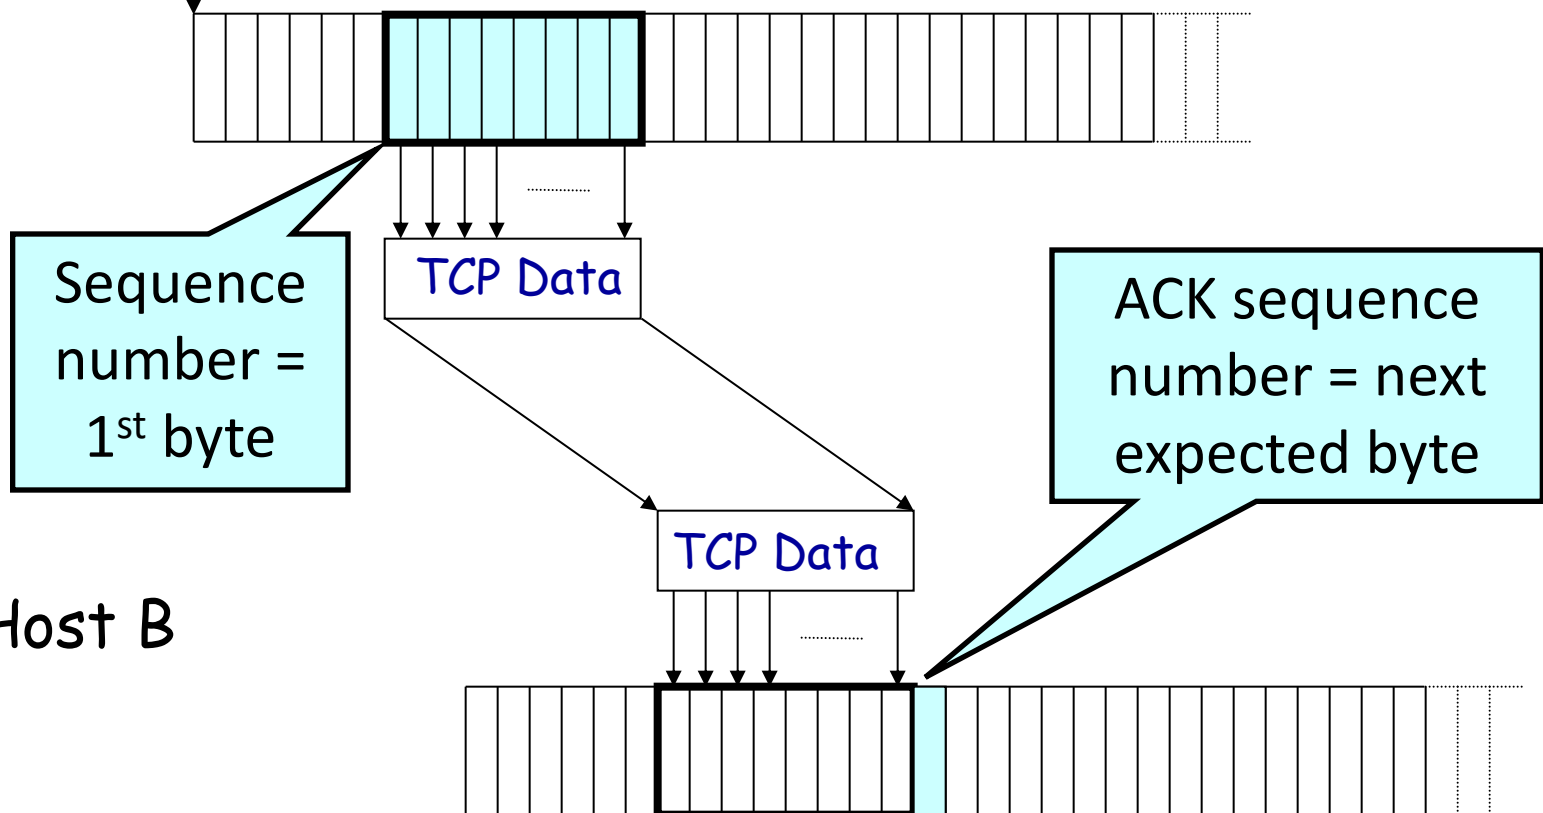 Sequence
number =
1st byte
TCP Data
ACK sequence
number = next
expected byte
TCP Data
Host B